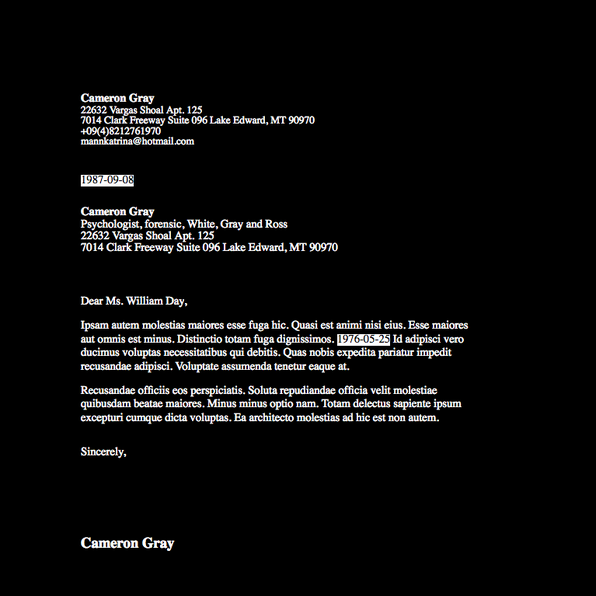 Cameron Gray
22632 Vargas Shoal Apt. 125
7014 Clark Freeway Suite 096 Lake Edward, MT 90970
+09(4)8212761970
mannkatrina@hotmail.com
1987-09-08
Cameron Gray
Psychologist, forensic, White, Gray and Ross
22632 Vargas Shoal Apt. 125
7014 Clark Freeway Suite 096 Lake Edward, MT 90970
Dear Ms. William Day,
Ipsam autem molestias maiores esse fuga hic. Quasi est animi nisi eius. Esse maiores
aut omnis est minus. Distinctio totam fuga dignissimos. 1976-05-25 Id adipisci vero
ducimus voluptas necessitatibus qui debitis. Quas nobis expedita pariatur impedit
recusandae adipisci. Voluptate assumenda tenetur eaque at.
Recusandae officiis eos perspiciatis. Soluta repudiandae officia velit molestiae
quibusdam beatae maiores. Minus minus optio nam. Totam delectus sapiente ipsum
excepturi cumque dicta voluptas. Ea architecto molestias ad hic est non autem.
Sincerely,
Cameron Gray